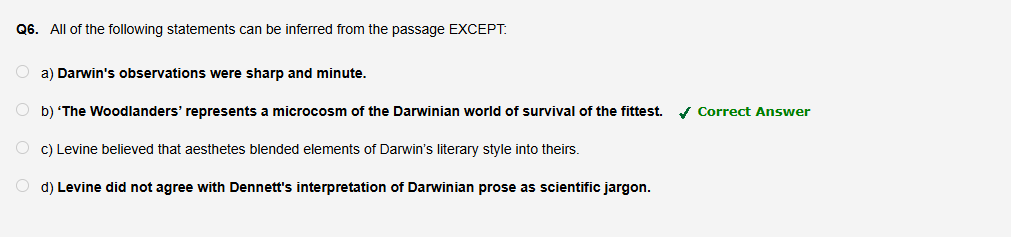 Q6. All of the following statements can be inferred from the passage EXCEPT:
a) Darwin's observations were sharp and minute.
b) ‘The Woodlanders’ represents a microcosm of the Darwinian world of survival of the fittest. ✓ Correct Answer
c) Levine believed that aesthetes blended elements of Darwin’s literary style into theirs.
d) Levine did not agree with Dennett's interpretation of Darwinian prose as scientific jargon.